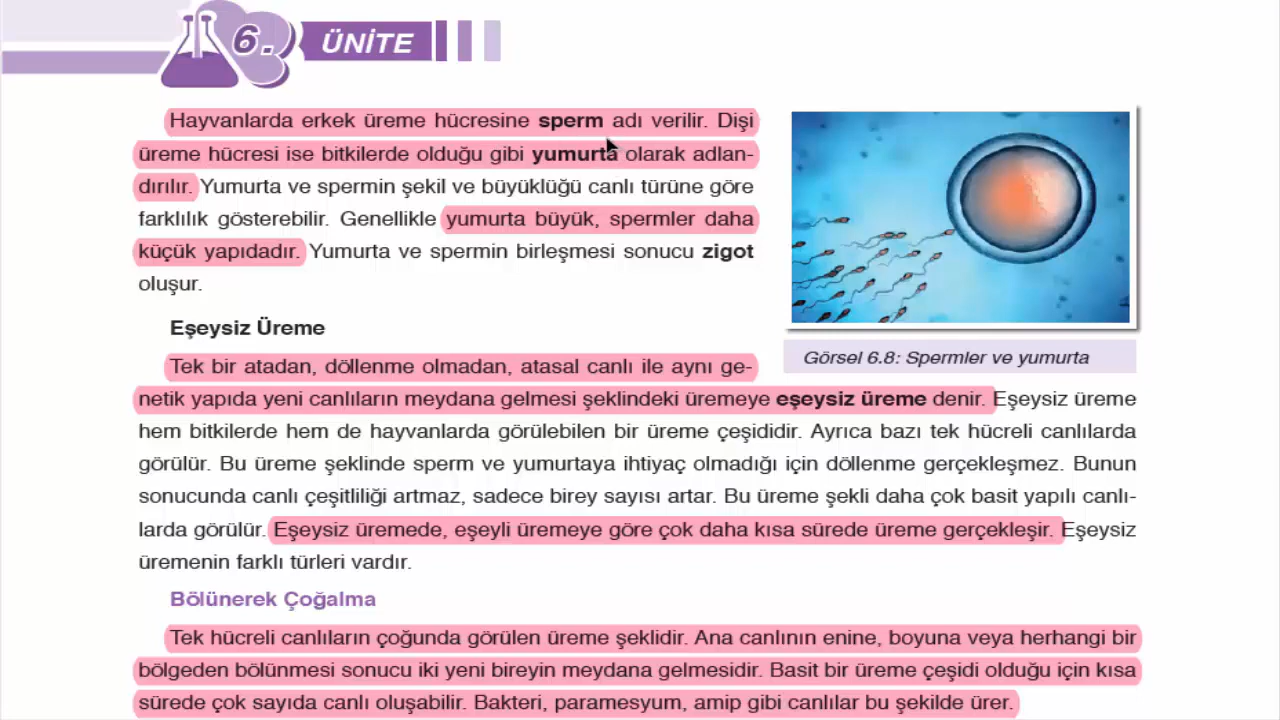 6. ÜNİTE
Hayvanlarda erkek üreme hücresine sperm adı verilir. Dişi
üreme hücresi ise bitkilerde olduğu gibi yumurta olarak adlan-
dırılır. Yumurta ve spermin şekil ve büyüklüğü canlı türüne göre
farklılık gösterebilir. Genellikle yumurta büyük, spermler daha
küçük yapıdadır. Yumurta ve spermin birleşmesi sonucu zigot
oluşur.
Görsel 6.8: Spermler ve yumurta
Eşeysiz Üreme
Tek bir atadan, döllenme olmadan, atasal canlı ile aynı ge-
netik yapıda yeni canlıların meydana gelmesi şeklindeki üremeye eşeysiz üreme denir. Eşeysiz üreme
hem bitkilerde hem de hayvanlarda görülebilen bir üreme çeşididir. Ayrıca bazı tek hücreli canlılarda
görülür. Bu üreme şeklinde sperm ve yumurtaya ihtiyaç olmadığı için döllenme gerçekleşmez. Bunun
sonucunda canlı çeşitliliği artmaz, sadece birey sayısı artar. Bu üreme şekli daha çok basit yapılı canlı-
larda görülür. Eşeysiz üremede, eşeyli üremeye göre çok daha kısa sürede üreme gerçekleşir. Eşeysiz
üremenin farklı türleri vardır.
Bölünerek Çoğalma
Tek hücreli canlıların çoğunda görülen üreme şeklidir. Ana canlının enine, boyuna veya herhangi bir
bölgeden bölünmesi sonucu iki yeni bireyin meydana gelmesidir. Basit bir üreme çeşidi olduğu için kısa
sürede çok sayıda canlı oluşabilir. Bakteri, paramesyum, amip gibi canlılar bu şekilde ürer.